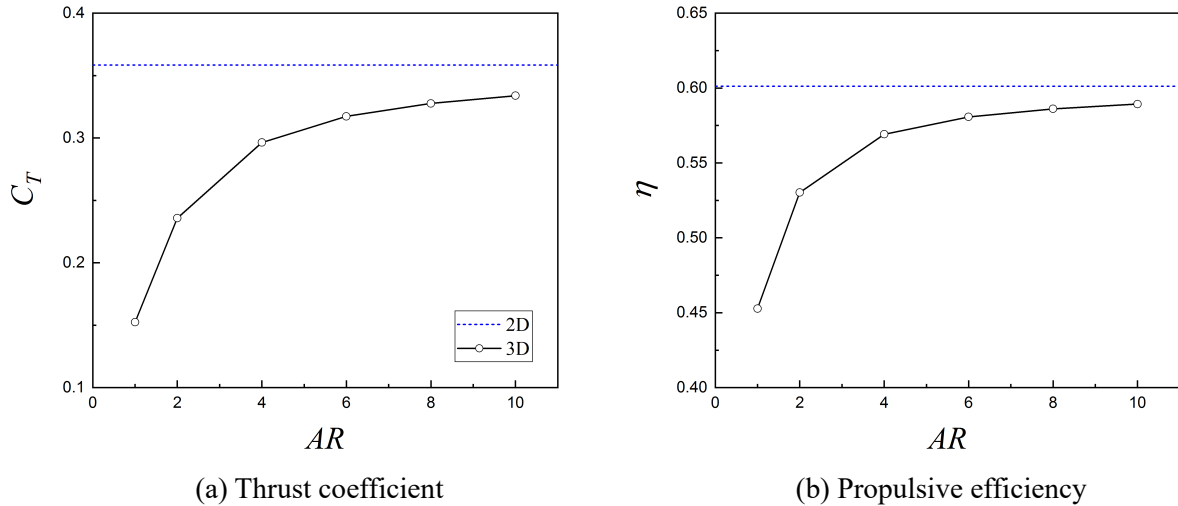 0.4
0.3
0.2
0.1
C_T
0 2 4 6 8 10
AR
2D
3D
(a) Thrust coefficient
0.65
0.60
0.55
0.50
0.45
0.40
η
0 2 4 6 8 10
AR
(b) Propulsive efficiency